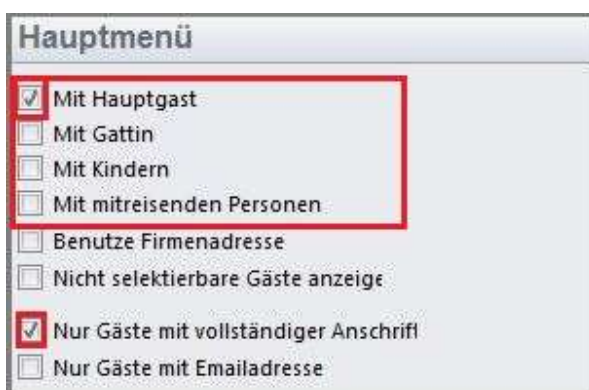 Hauptmenü
Mit Hauptgast
Mit Gattin
Mit Kindern
Mit mitreisenden Personen
Benutze Firmenadresse
Nicht selektierbare Gäste anzeige
Nur Gäste mit vollständiger Anschrift
Nur Gäste mit Emailadresse